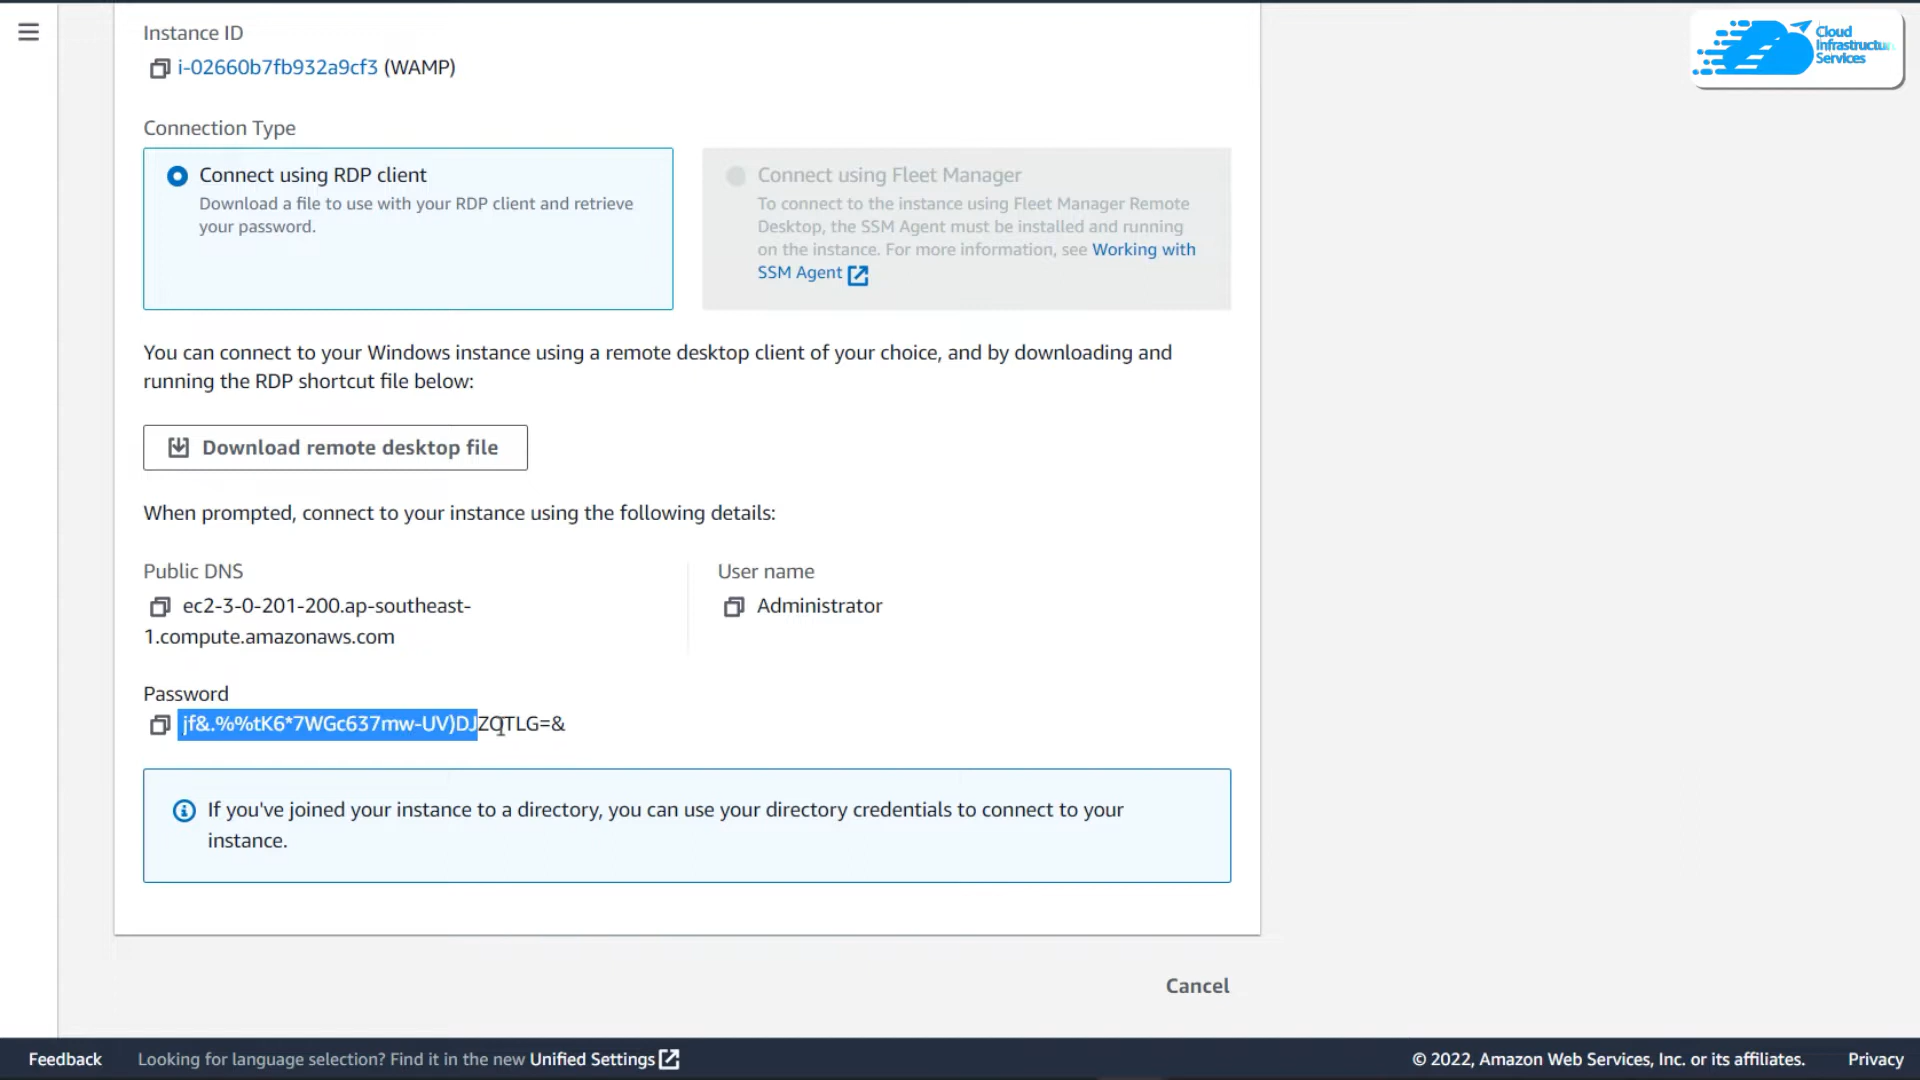 Instance ID
i-02660b7fb932a9cf3 (WAMP)
Cloud
Infrastructure
Services
Connection Type
Connect using RDP client
Download a file to use with your RDP client and retrieve
your password.
Connect using Fleet Manager
To connect to the instance using Fleet Manager Remote
Desktop, the SSM Agent must be installed and running
on the instance. For more information, see Working with
SSM Agent
You can connect to your Windows instance using a remote desktop client of your choice, and by downloading and
running the RDP shortcut file below:
Download remote desktop file
When prompted, connect to your instance using the following details:
Public DNS
ec2-3-0-201-200.ap-southeast-
1.compute.amazonaws.com
User name
Administrator
Password
jf&.%%tK6*7WGc637mw-UV)DJZQTLG=&
If you've joined your instance to a directory, you can use your directory credentials to connect to your
instance.
Cancel
Feedback
Looking for language selection? Find it in the new Unified Settings
© 2022, Amazon Web Services, Inc. or its affiliates.
Privacy